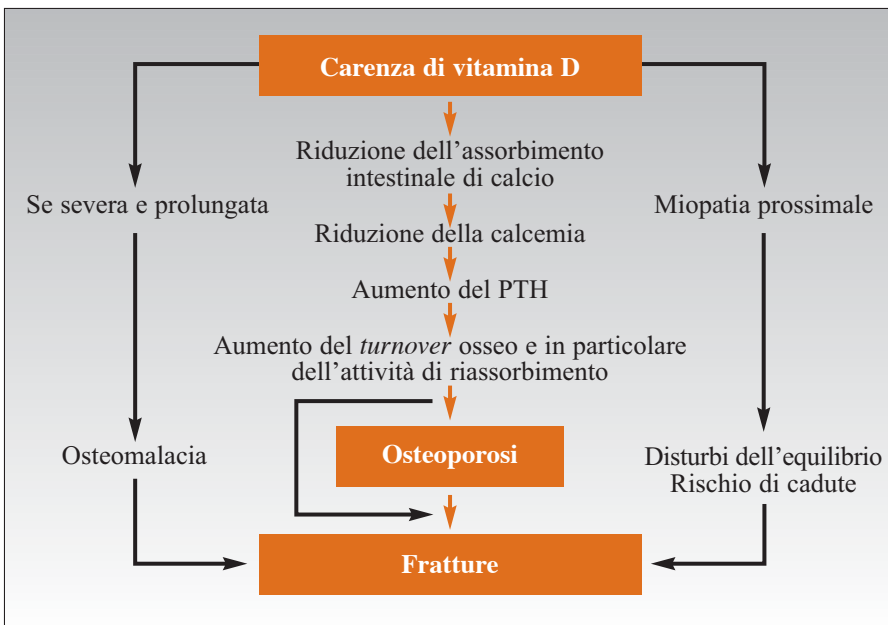 Carenza di vitamina D
Riduzione dell'assorbimento
intestinale di calcio
Se severa e prolungata
Miopatia prossimale
Riduzione della calcemia
Aumento del PTH
Aumento del turnover osseo e in particolare
dell'attività di riassorbimento
Osteomalacia
Osteoporosi
Disturbi dell'equilibrio
Rischio di cadute
Fratture